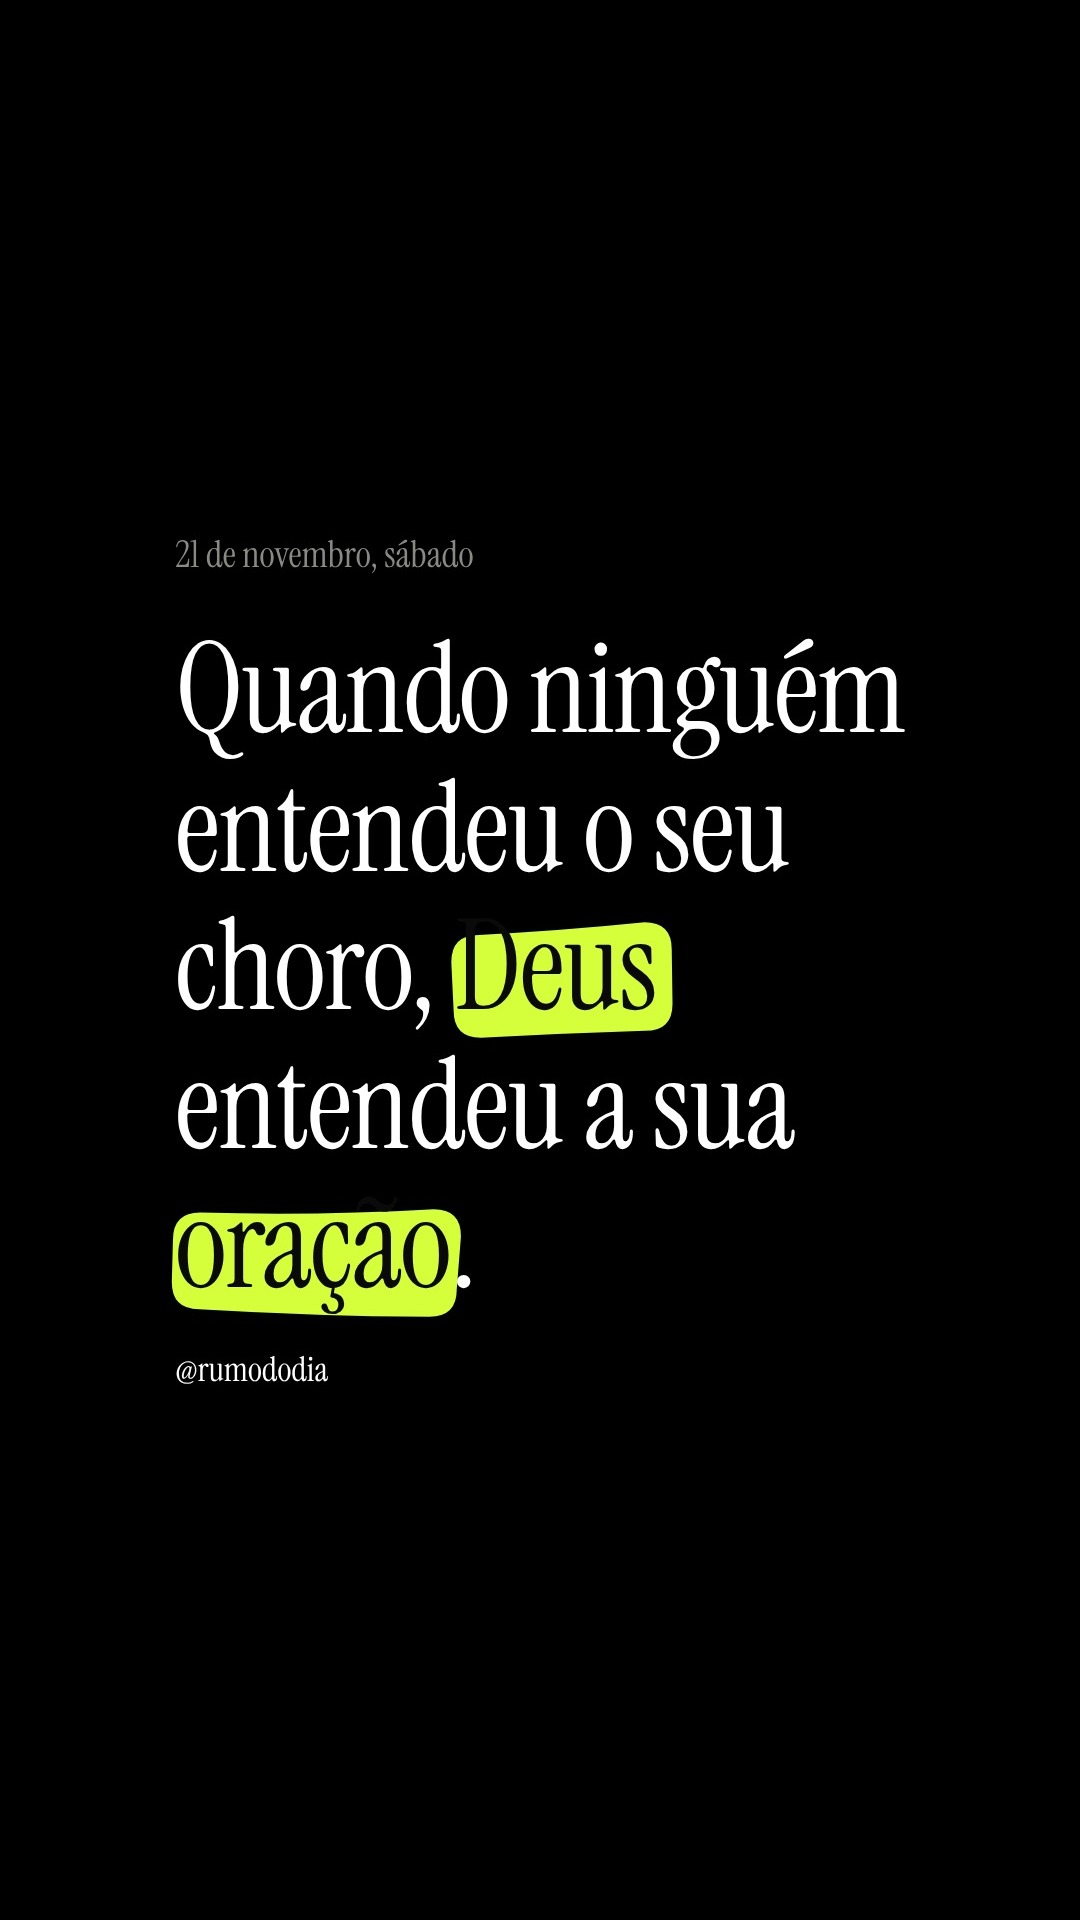 21 de novembro, sábado
Quando ninguém
entendeu o seu
choro, Deus
entendeu a sua
oração.
@rumododia